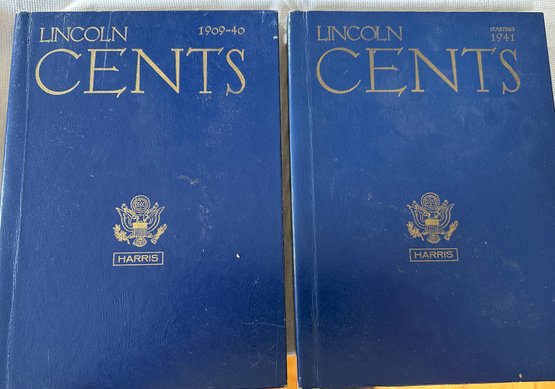 LINCOLN 1909-40
CENTS
HARRIS
LINCOLN STARTING 1941
CENTS
HARRIS